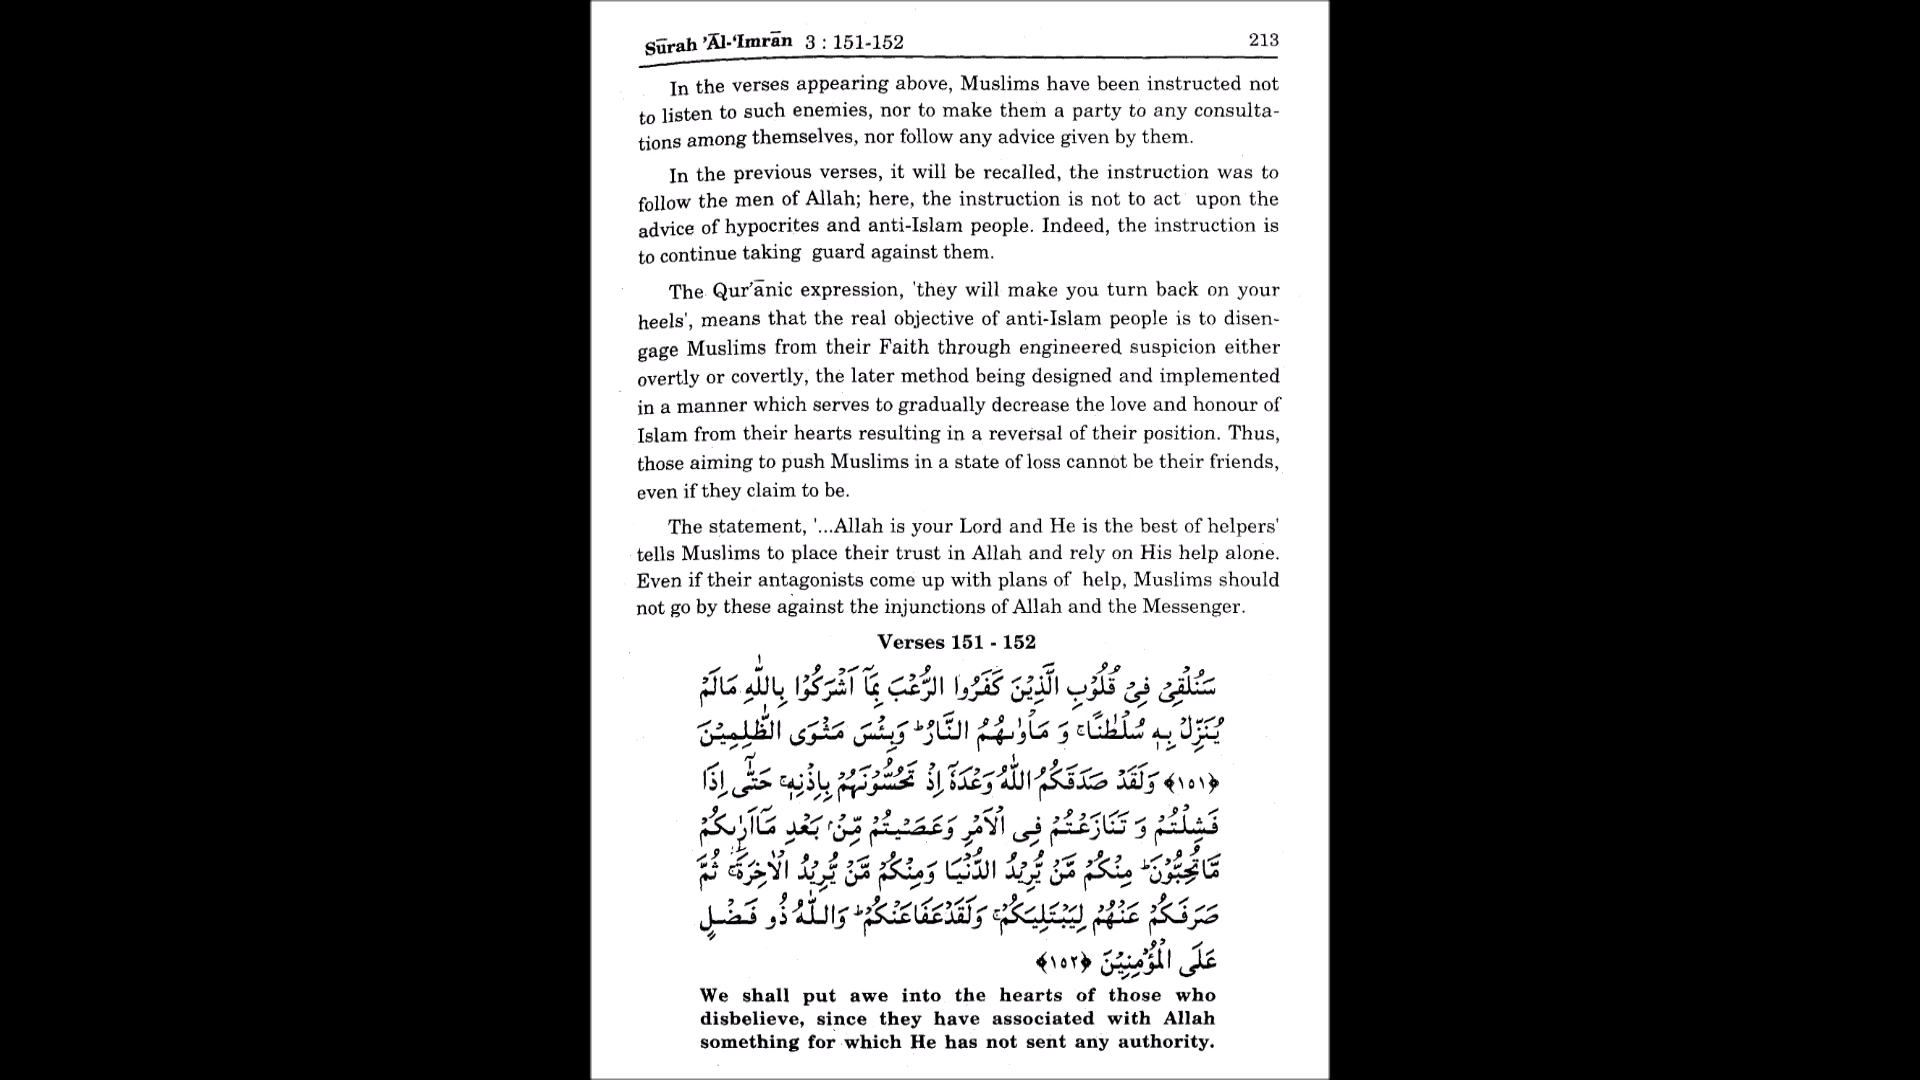 Sūrah 'Āl-'Imrān 3 : 151-152 213
In the verses appearing above, Muslims have been instructed not
to listen to such enemies, nor to make them a party to any consulta-
tions among themselves, nor follow any advice given by them.
In the previous verses, it will be recalled, the instruction was to
follow the men of Allah; here, the instruction is not to act upon the
advice of hypocrites and anti-Islam people. Indeed, the instruction is
to continue taking guard against them.
The Qur'ānic expression, 'they will make you turn back on your
heels', means that the real objective of anti-Islam people is to disen-
gage Muslims from their Faith through engineered suspicion either
overtly or covertly, the later method being designed and implemented
in a manner which serves to gradually decrease the love and honour of
Islam from their hearts resulting in a reversal of their position. Thus,
those aiming to push Muslims in a state of loss cannot be their friends,
even if they claim to be.
The statement, '...Allah is your Lord and He is the best of helpers'
tells Muslims to place their trust in Allah and rely on His help alone.
Even if their antagonists come up with plans of help, Muslims should
not go by these against the injunctions of Allah and the Messenger.
Verses 151 - 152
سَنُلْقِیْ فِیْ قُلُوْبِ الَّذِیْنَ کَفَرُوا الرُّعْبَ بِمَآ اَشْرَکُوْا بِاللّٰهِ مَالَمْ
یُنَزِّلْ بِهٖ سُلْطٰنًاۚ وَ مَاْوٰىهُمُ النَّارُؕ وَبِئْسَ مَثْوَی الظّٰلِمِیْنَ
﴿١٥١﴾ وَلَقَدْ صَدَقَکُمُ اللّٰهُ وَعْدَهٗٓ اِذْ تَحُسُّوْنَهُمْ بِاِذْنِهٖۚ حَتّٰٓی اِذَا
فَشِلْتُمْ وَ تَنَازَعْتُمْ فِی الْاَمْرِ وَعَصَیْتُمْ مِّنْۢ بَعْدِ مَآاَرٰىکُمْ
مَّاتُحِبُّوْنَؕ مِنْکُمْ مَّنْ یُّرِیْدُ الدُّنْیَا وَمِنْکُمْ مَّنْ یُّرِیْدُ الْاٰخِرَةَۚ ثُمَّ
صَرَفَکُمْ عَنْهُمْ لِیَبْتَلِیَکُمْۚ وَلَقَدْعَفَاعَنْکُمْؕ وَاللّٰهُ ذُو فَضْلٍ
عَلَی الْمُؤْمِنِیْنَ ﴿١٥٢﴾
We shall put awe into the hearts of those who
disbelieve, since they have associated with Allah
something for which He has not sent any authority.